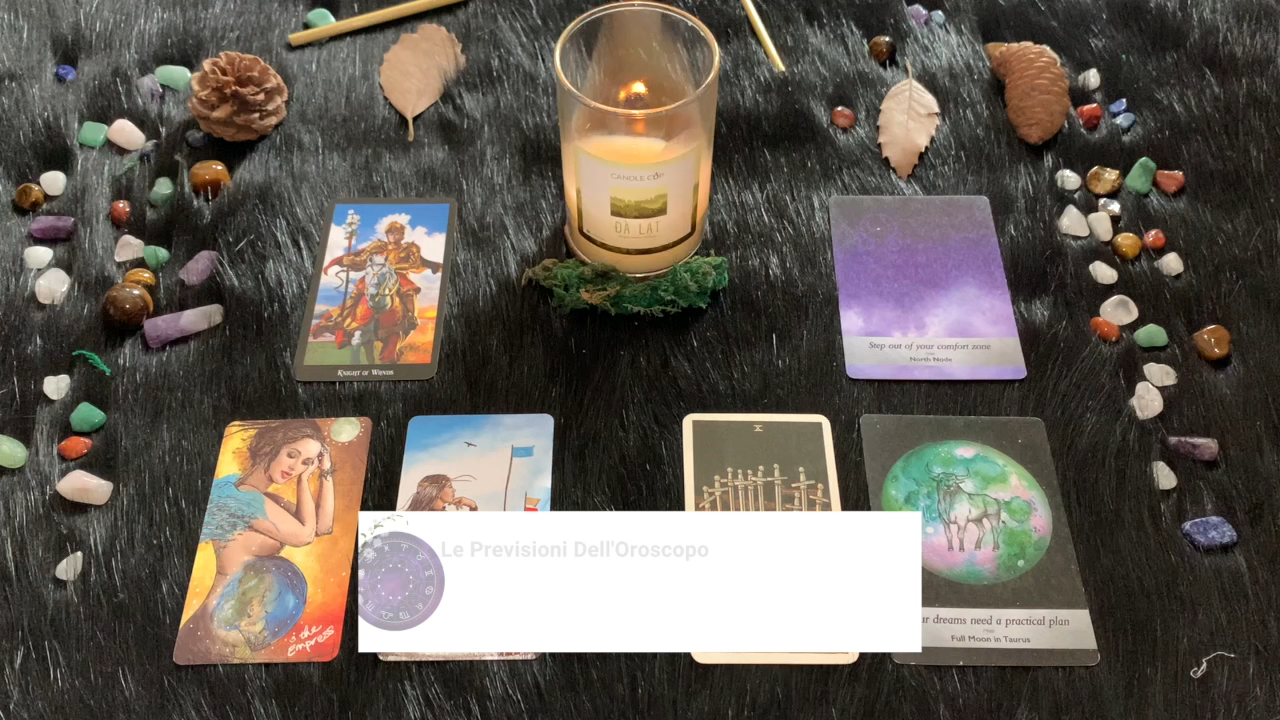 CANDLE CUP
ĐÀ LẠT
KNIGHT OF WANDS
Step out of your comfort zone
North Node
X
Le Previsioni Dell'Oroscopo
dreams need a practical plan
Full Moon in Taurus
the
empress